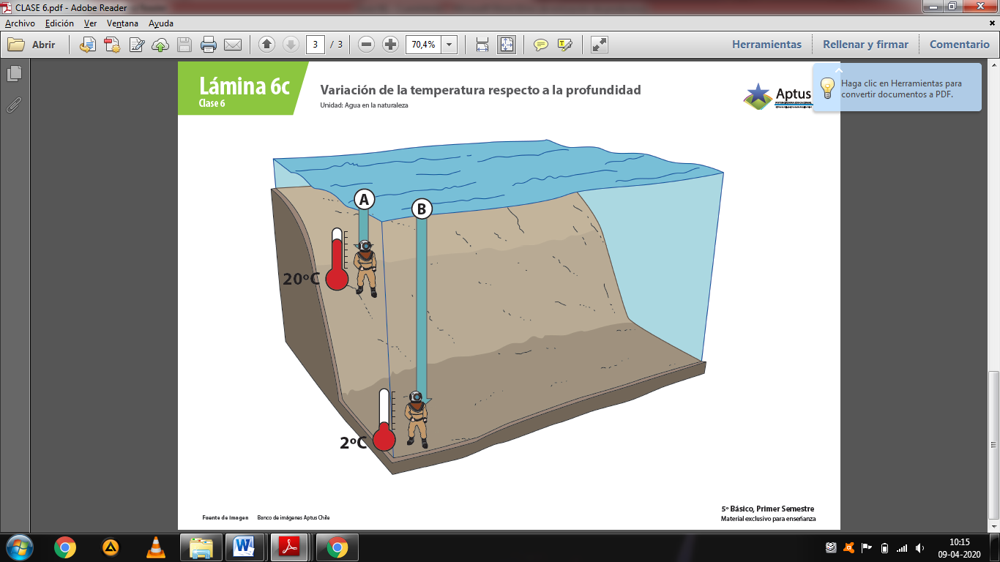 CLASE 6.pdf - Adobe Reader
Archivo Edición Ver Ventana Ayuda
Abrir 3 / 3 70,4% Herramientas Rellenar y firmar Comentario
Haga clic en Herramientas para
convertir documentos a PDF.
Lámina 6c
Clase 6
Variación de la temperatura respecto a la profundidad
Unidad: Agua en la naturaleza
Aptus
A
B
20ºC
2ºC
5º Básico, Primer Semestre
Material exclusivo para enseñanza
Fuente de imagen Banco de imágenes Aptus Chile
10:15
09-04-2020